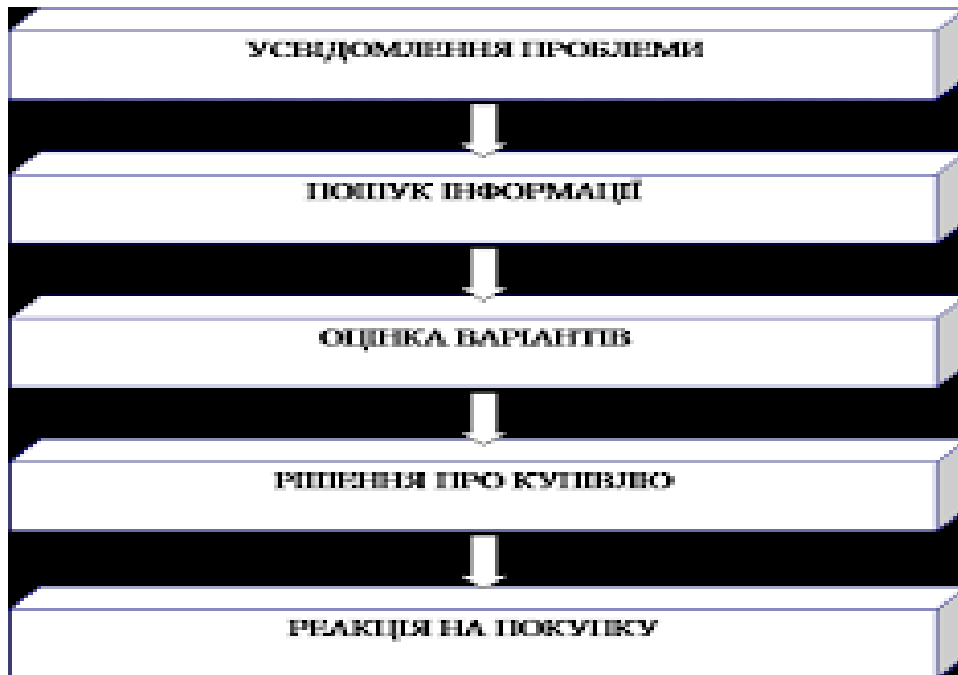 УСВІДОМЛЕННЯ ПРОБЛЕМИ
ПОШУК ІНФОРМАЦІЇ
ОЦІНКА ВАРІАНТІВ
РІШЕННЯ ПРО КУПІВЛЮ
РЕАКЦІЯ НА ПОКУПКУ